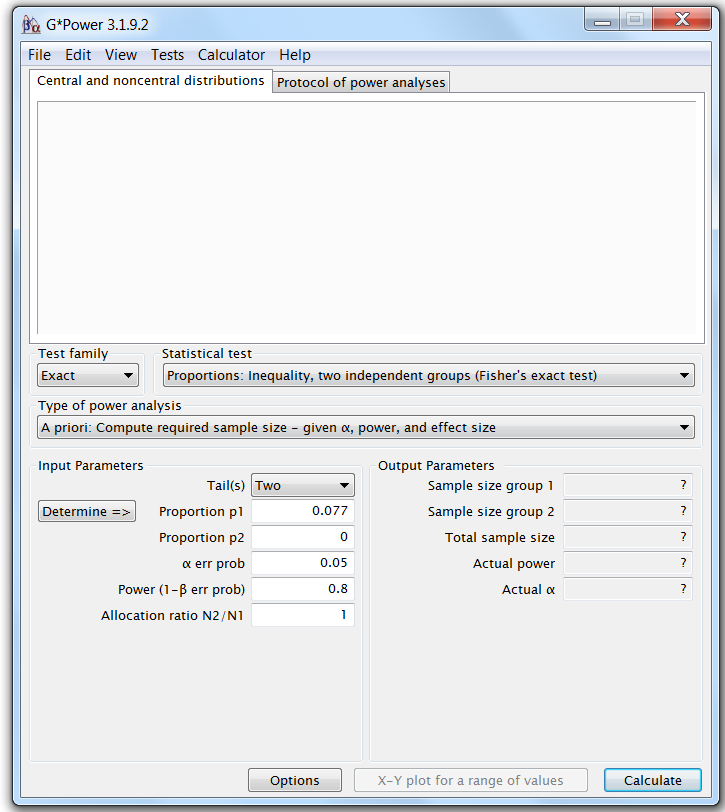 βα G*Power 3.1.9.2
File Edit View Tests Calculator Help
Central and noncentral distributions Protocol of power analyses
Test family Statistical test
Exact Proportions: Inequality, two independent groups (Fisher's exact test)
Type of power analysis
A priori: Compute required sample size – given α, power, and effect size
Input Parameters Output Parameters
Tail(s) Two Sample size group 1 ?
Determine => Proportion p1 0.077 Sample size group 2 ?
Proportion p2 0 Total sample size ?
α err prob 0.05 Actual power ?
Power (1–β err prob) 0.8 Actual α ?
Allocation ratio N2/N1 1
Options X–Y plot for a range of values Calculate